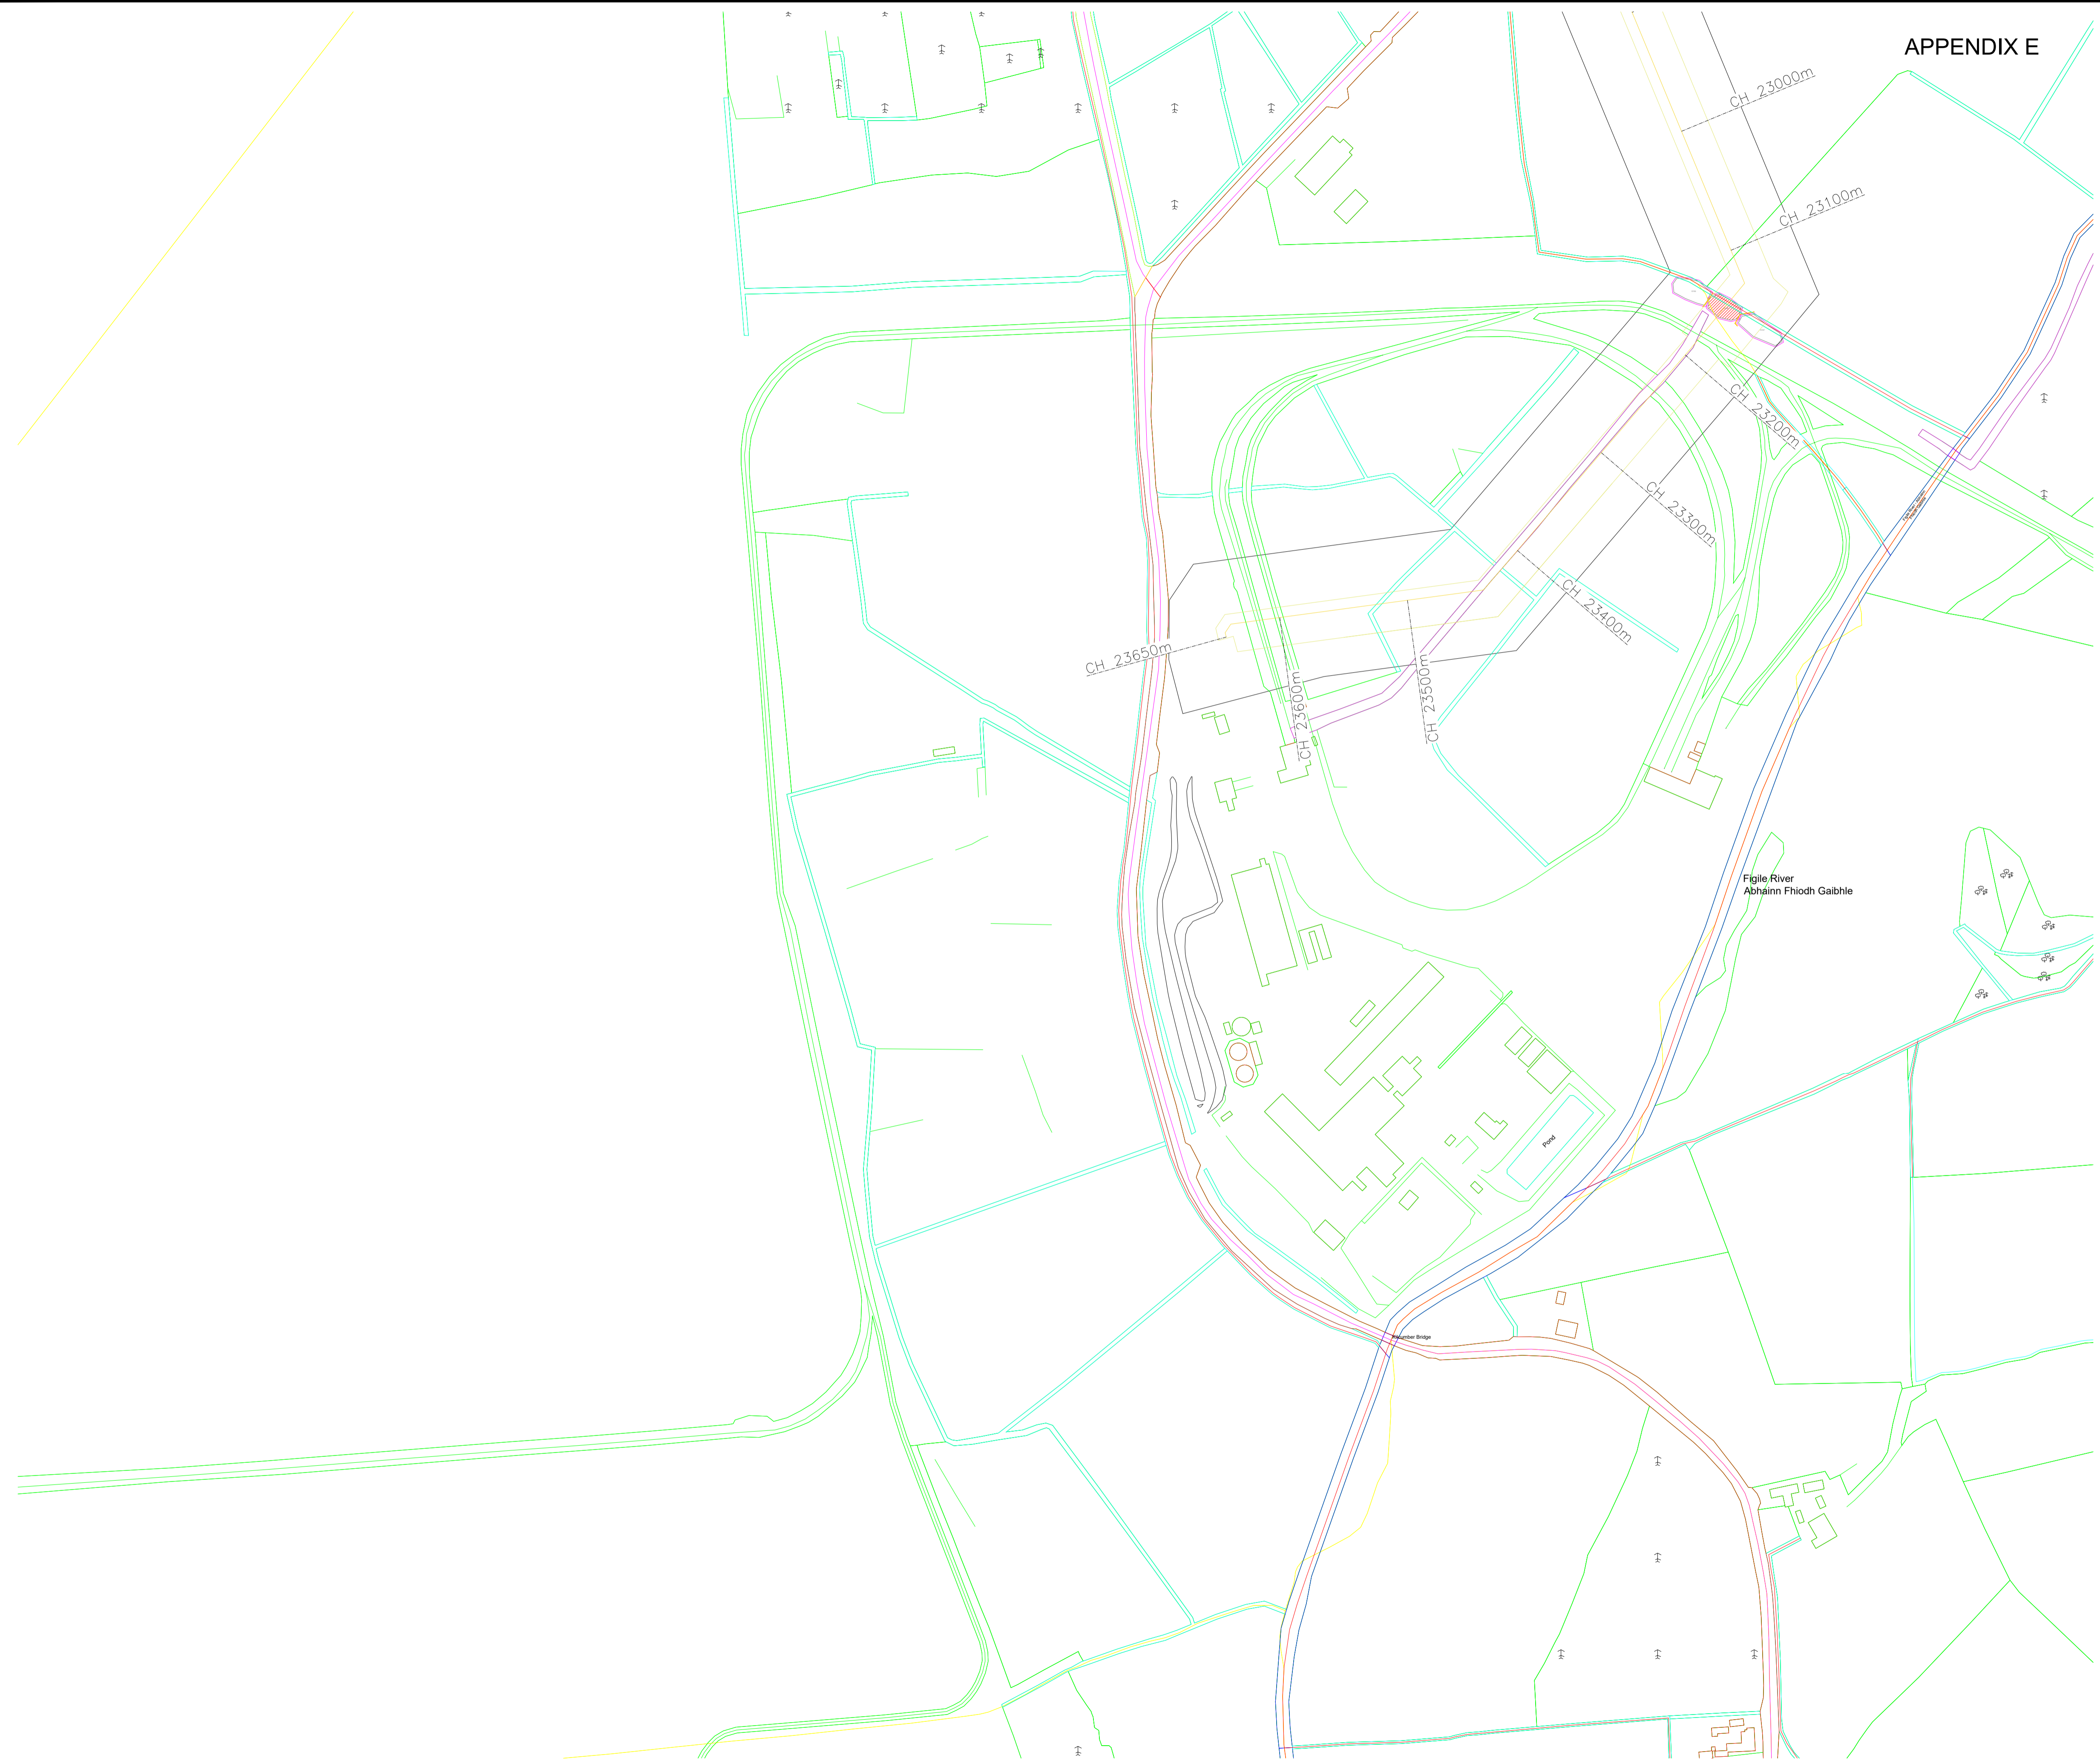 APPENDIX E
CH 23000m
CH 23100m
CH 23200m
CH 23300m
CH 23400m
CH 23500m
CH 23600m
CH 23650m
Figile River
Abhainn Fhiodh Gaibhle
Pond
Bridge